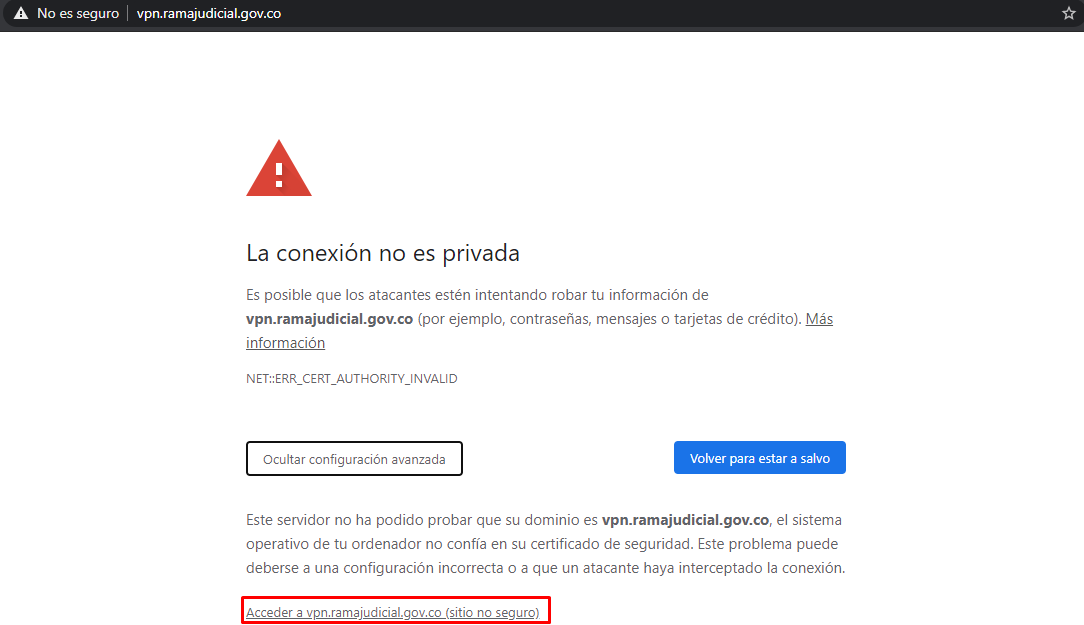 No es seguro | vpn.ramajudicial.gov.co
La conexión no es privada
Es posible que los atacantes estén intentando robar tu información de
vpn.ramajudicial.gov.co (por ejemplo, contraseñas, mensajes o tarjetas de crédito). Más
información
NET::ERR_CERT_AUTHORITY_INVALID
Ocultar configuración avanzada
Volver para estar a salvo
Este servidor no ha podido probar que su dominio es vpn.ramajudicial.gov.co, el sistema
operativo de tu ordenador no confía en su certificado de seguridad. Este problema puede
deberse a una configuración incorrecta o a que un atacante haya interceptado la conexión.
Acceder a vpn.ramajudicial.gov.co (sitio no seguro)